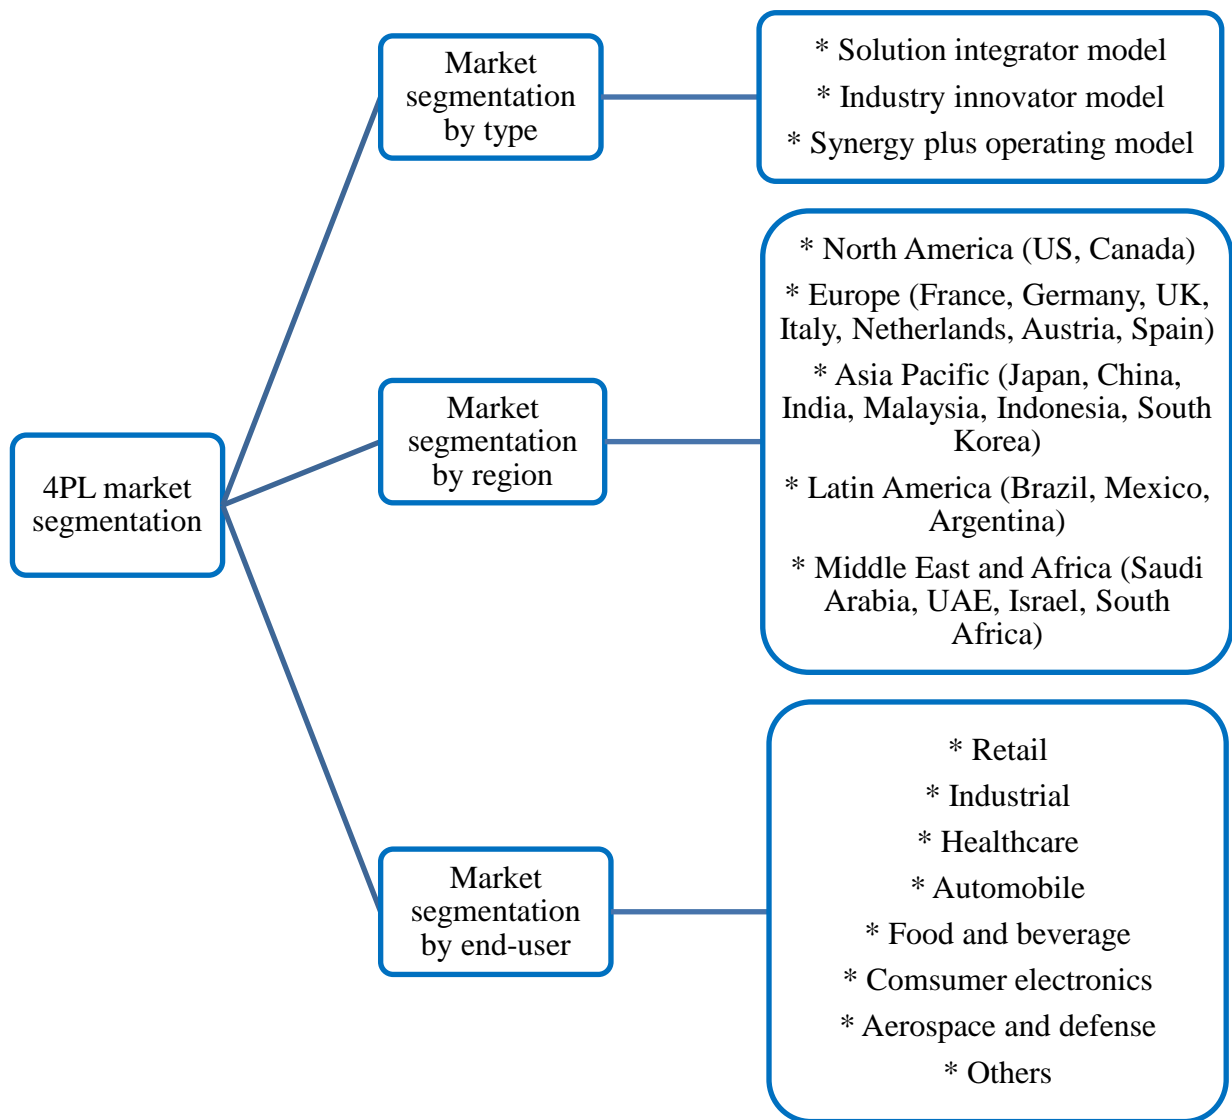 4PL market
segmentation
Market
segmentation
by type
* Solution integrator model
* Industry innovator model
* Synergy plus operating model
Market
segmentation
by region
* North America (US, Canada)
* Europe (France, Germany, UK,
Italy, Netherlands, Austria, Spain)
* Asia Pacific (Japan, China,
India, Malaysia, Indonesia, South
Korea)
* Latin America (Brazil, Mexico,
Argentina)
* Middle East and Africa (Saudi
Arabia, UAE, Israel, South
Africa)
Market
segmentation
by end-user
* Retail
* Industrial
* Healthcare
* Automobile
* Food and beverage
* Comsumer electronics
* Aerospace and defense
* Others